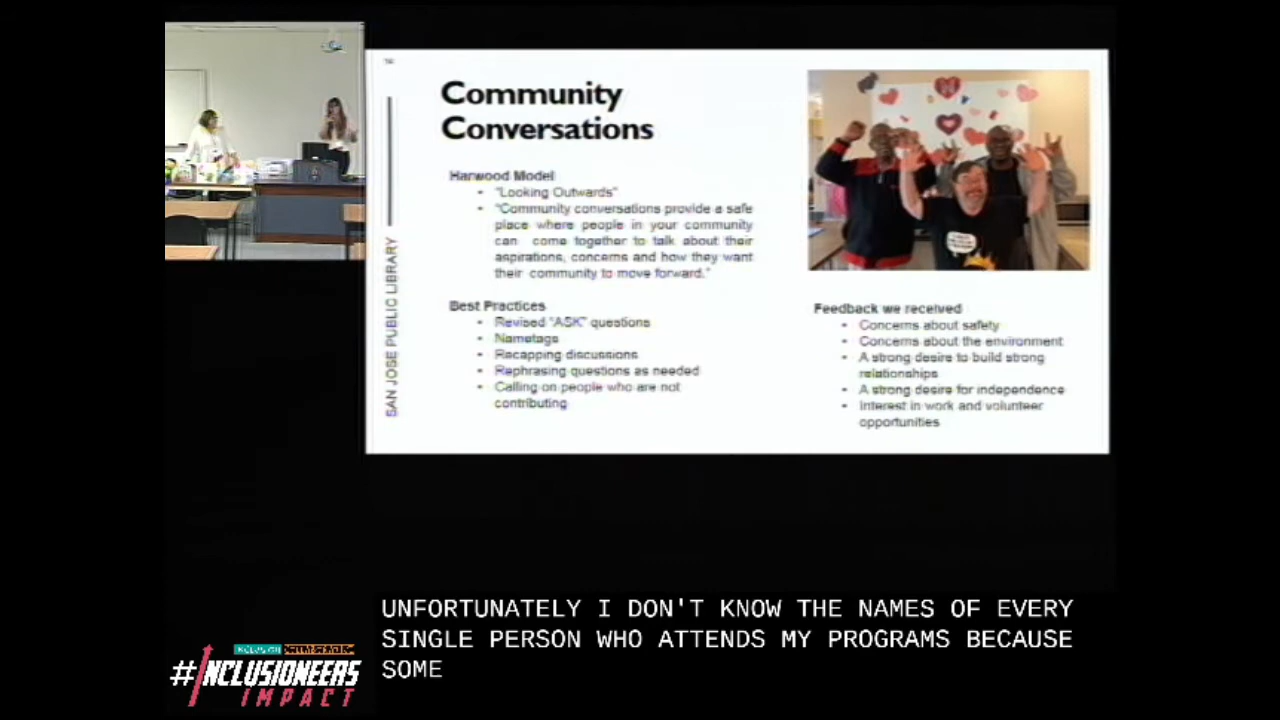 Community
Conversations
Harwood Model
"Looking Outwards"
"Community conversations provide a safe
place where people in your community
can come together to talk about their
aspirations, concerns and how they want
their community to move forward."
Best Practices
Revised "ASK" questions
Nametags
Recapping discussions
Rephrasing questions as needed
Calling on people who are not
contributing
Feedback we received
Concerns about safety
Concerns about the environment
A strong desire to build strong
relationships
A strong desire for independence
Interest in work and volunteer
opportunities
SAN JOSE PUBLIC LIBRARY
UNFORTUNATELY I DON'T KNOW THE NAMES OF EVERY
SINGLE PERSON WHO ATTENDS MY PROGRAMS BECAUSE
SOME
#INCLUSIONEERS
IMPACT